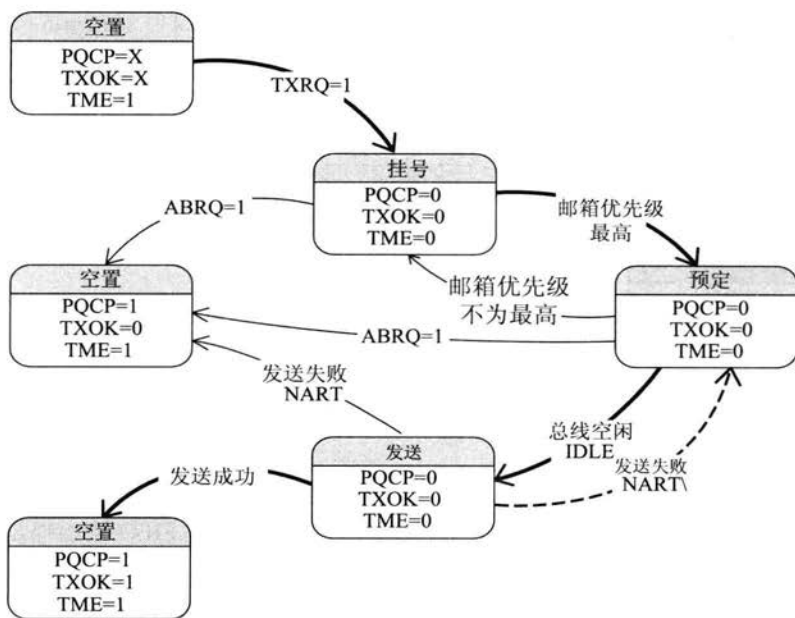 空置
PQCP=X
TXOK=X
TME=1
TXRQ=1
挂号
PQCP=0
TXOK=0
TME=0
ABRQ=1
邮箱优先级
最高
空置
PQCP=1
TXOK=0
TME=1
邮箱优先级
不为最高
预定
PQCP=0
TXOK=0
TME=0
ABRQ=1
发送失败
NART
总线空闲
IDLE
发送失败
NART\
发送
PQCP=0
TXOK=0
TME=0
发送成功
空置
PQCP=1
TXOK=1
TME=1